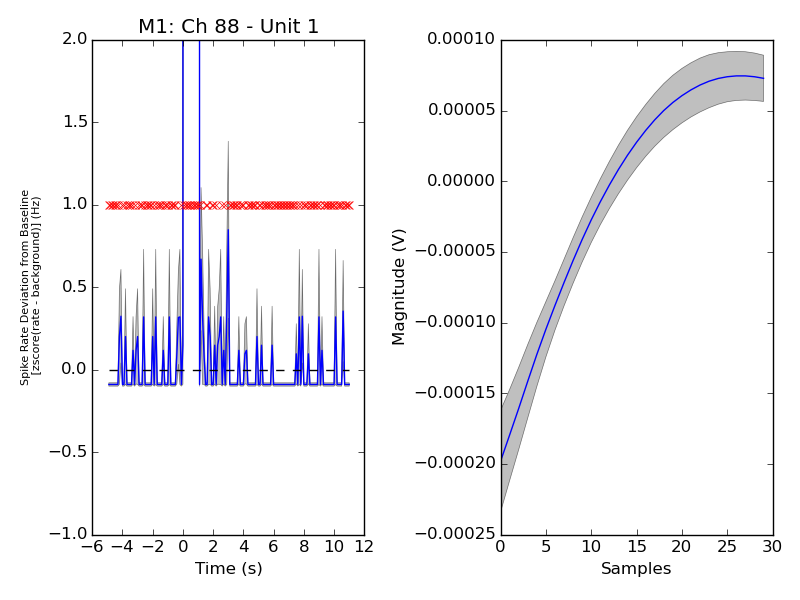 M1: Ch 88 - Unit 1
Spike Rate Deviation from Baseline
[zscore(rate - background)] (Hz)
2.0
1.5
1.0
0.5
0.0
−0.5
−1.0
−6 −4 −2 0 2 4 6 8 10 12
Time (s)
Magnitude (V)
0.00010
0.00005
0.00000
−0.00005
−0.00010
−0.00015
−0.00020
−0.00025
0 5 10 15 20 25 30
Samples